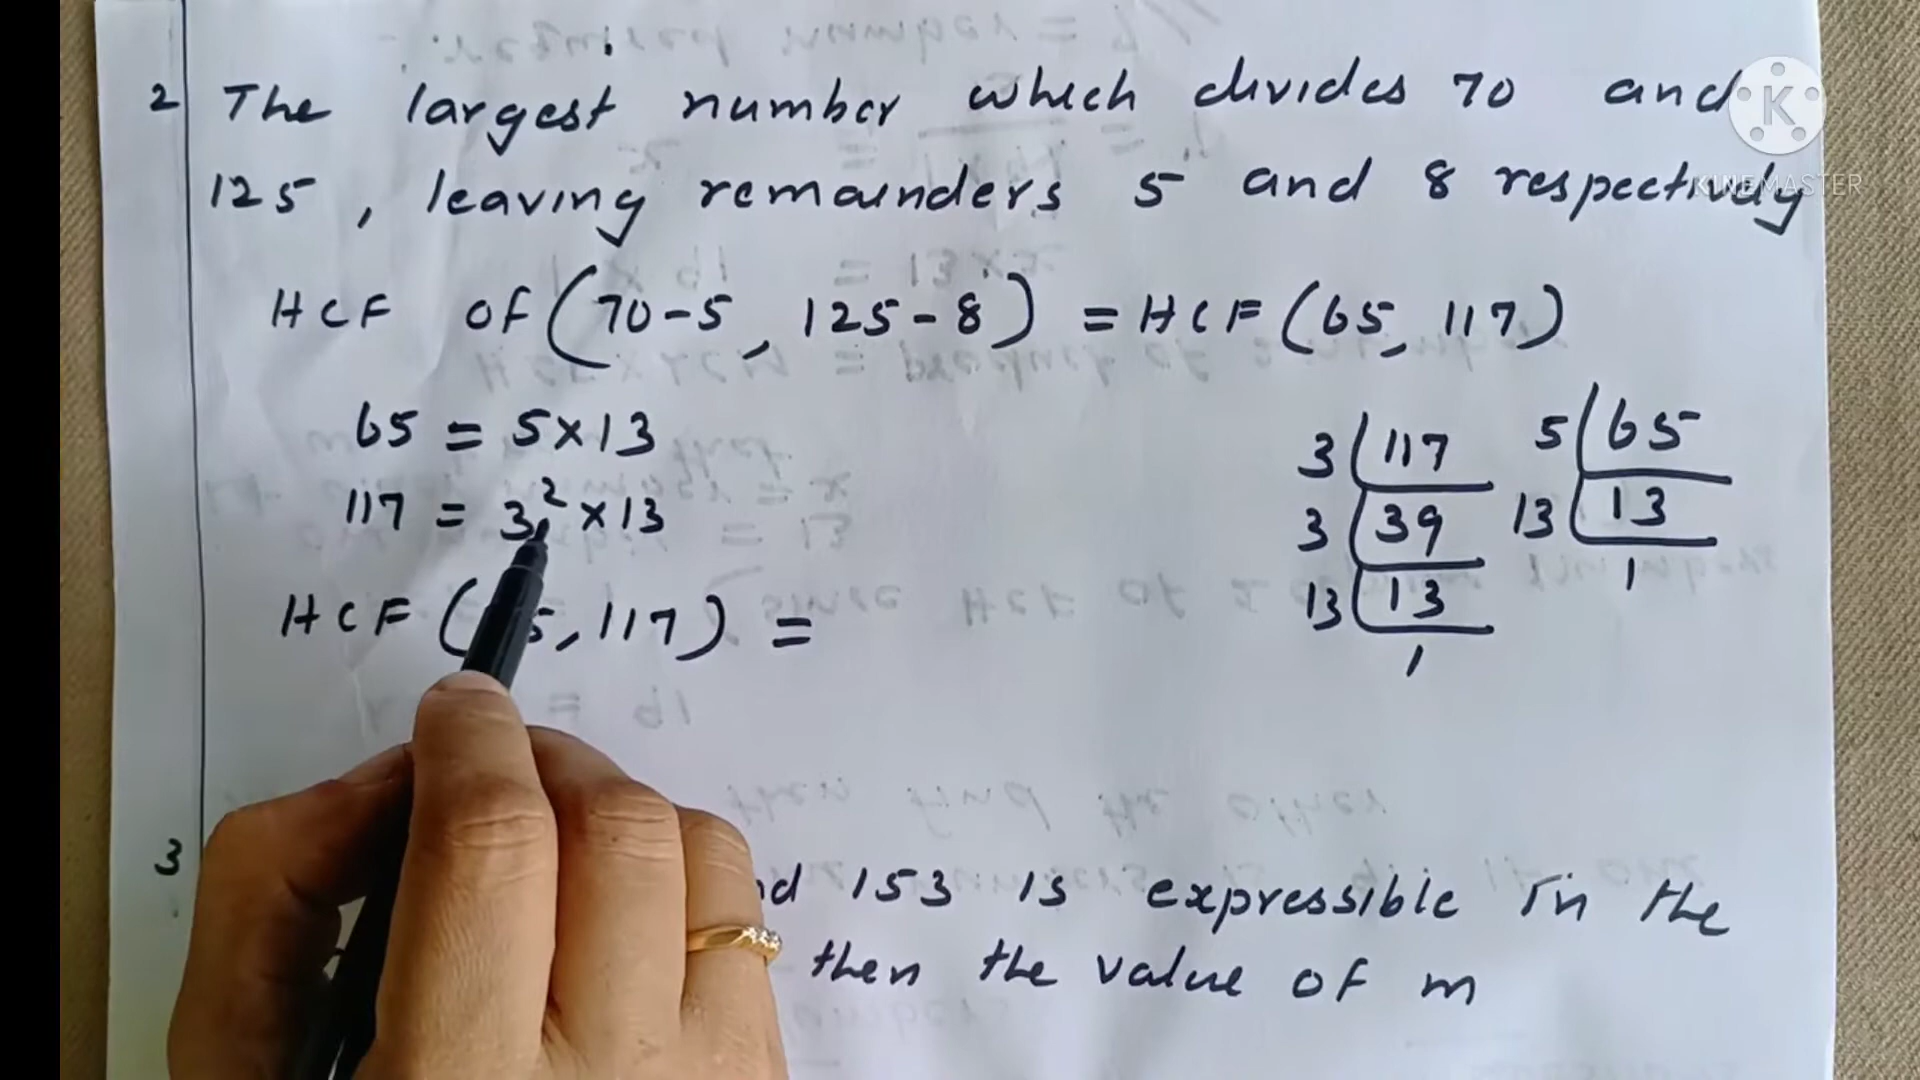 2 The largest number which divides 70 and
125, leaving remainders 5 and 8 respectively
HCF of (70-5, 125-8) = HCF (65, 117)
65 = 5×13
117 = 3² × 13
HCF ( 5, 117) =
3 | 117
3 | 39
13 | 13
1
5 | 65
13 | 13
1
3 nd 153 is expressible in the
then the value of m
K
KINEMASTER